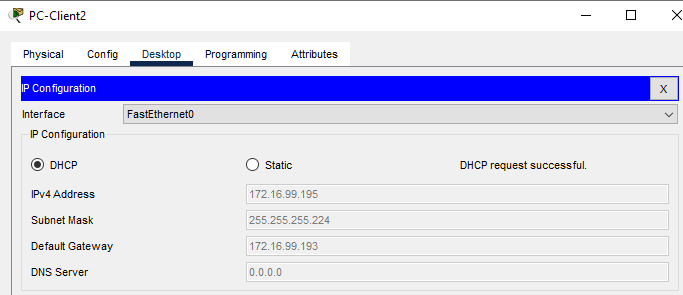 PC-Client2
Physical Config Desktop Programming Attributes
IP Configuration X
Interface FastEthernet0
IP Configuration
DHCP Static DHCP request successful.
IPv4 Address 172.16.99.195
Subnet Mask 255.255.255.224
Default Gateway 172.16.99.193
DNS Server 0.0.0.0